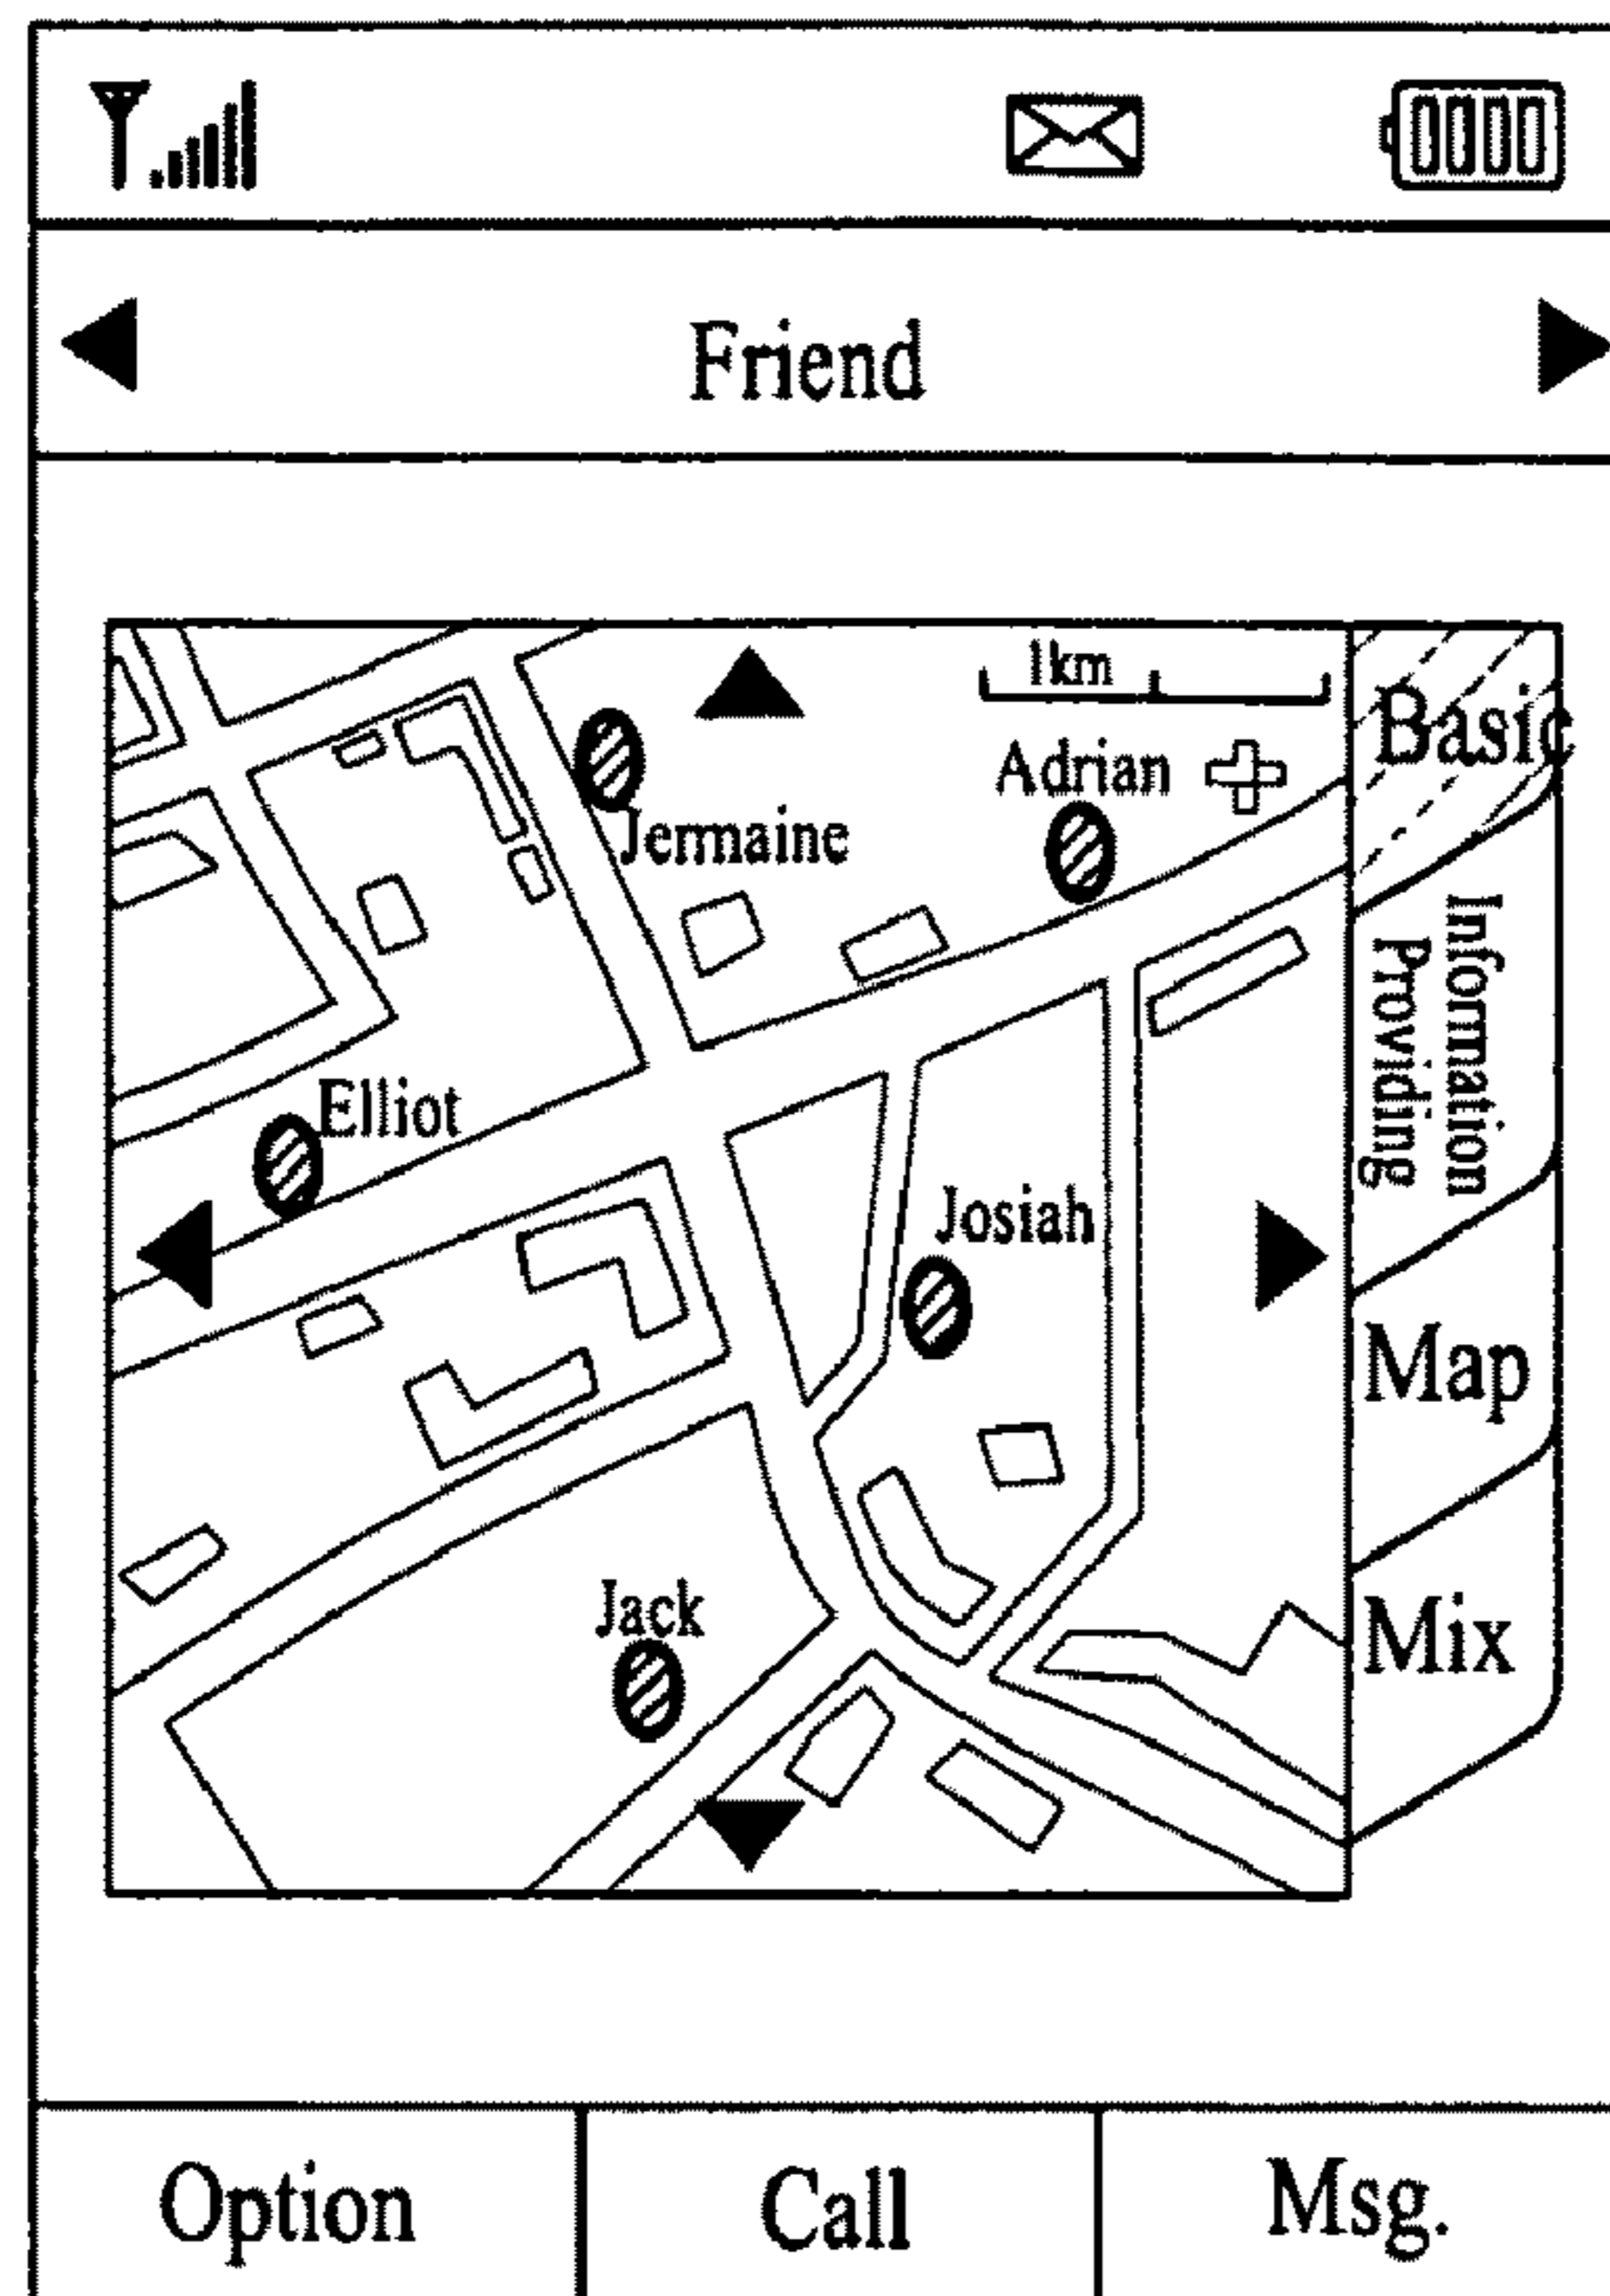 Friend
1km
Basic
Adrian
Jermaine
Information
Providing
Elliot
Josiah
Map
Jack
Mix
Option
Call
Msg.